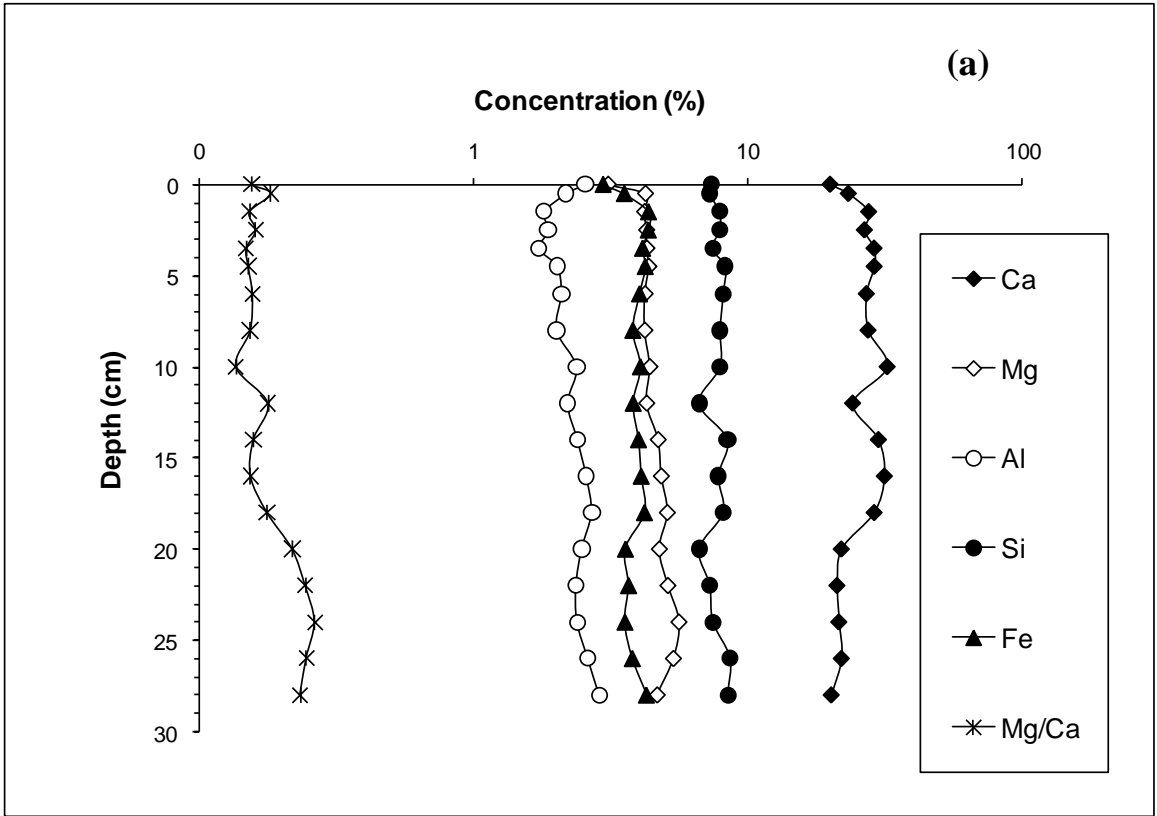 (a)
Concentration (%)
0 1 10 100
0
5
10
15
20
25
30
Depth (cm)
Ca
Mg
Al
Si
Fe
Mg/Ca